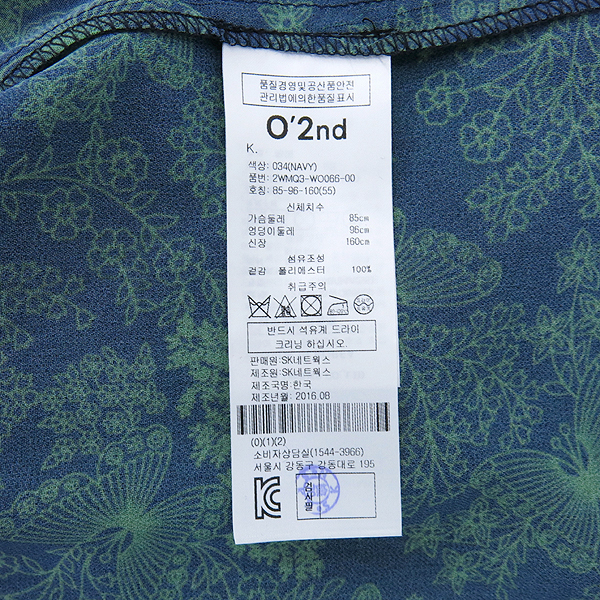 품질경영및공산품안전
관리법에의한품질표시
O'2nd
K.
색상: 034(NAVY)
품번: 2WMQ3-WO066-00
호칭: 85-96-160(55)
신체치수
가슴둘레 85cm
엉덩이둘레 96cm
신장 160cm
섬유조성
겉감 폴리에스터 100%
취급주의
반드시 석유계 드라이
크리닝 하십시오.
판매원:SK네트웍스
제조원:SK네트웍스
제조국명:한국
제조년월: 2016.08
(0)(1)(2)
소비자상담실(1544-3966)
서울시 강동구 강동대로 195